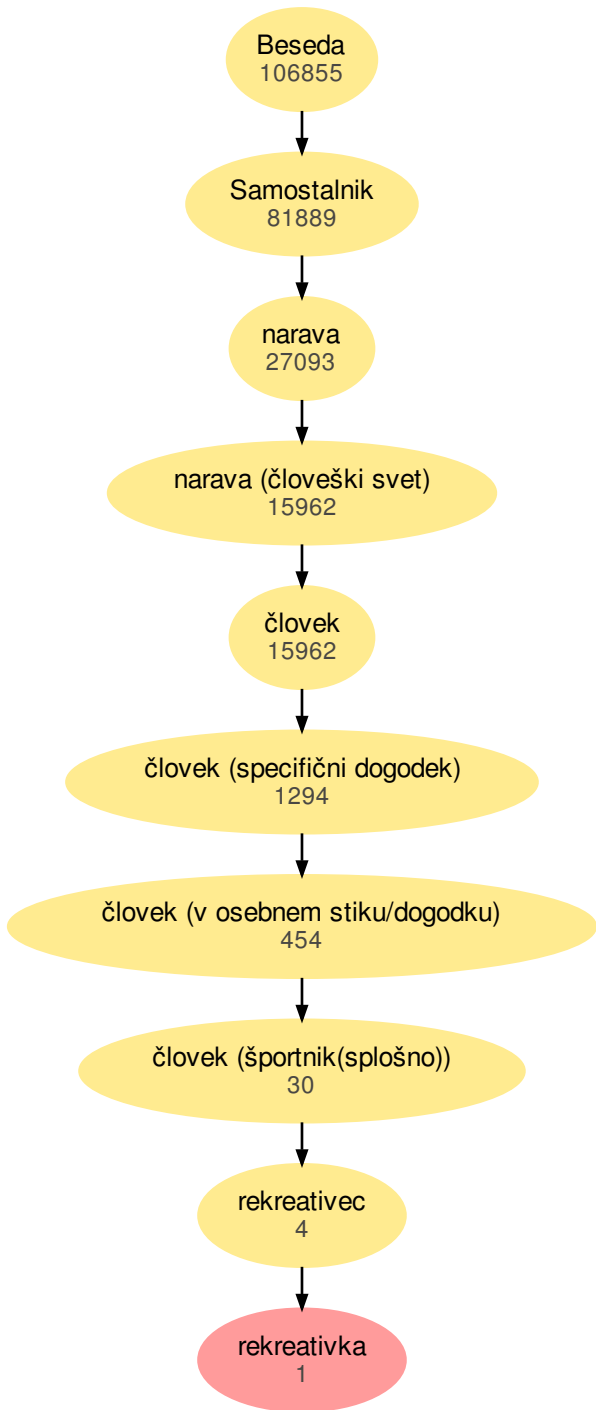 Beseda
106855
Samostalnik
81889
narava
27093
narava (človeški svet)
15962
človek
15962
človek (specifični dogodek)
1294
človek (v osebnem stiku/dogodku)
454
človek (športnik(splošno))
30
rekreativec
4
rekreativka
1